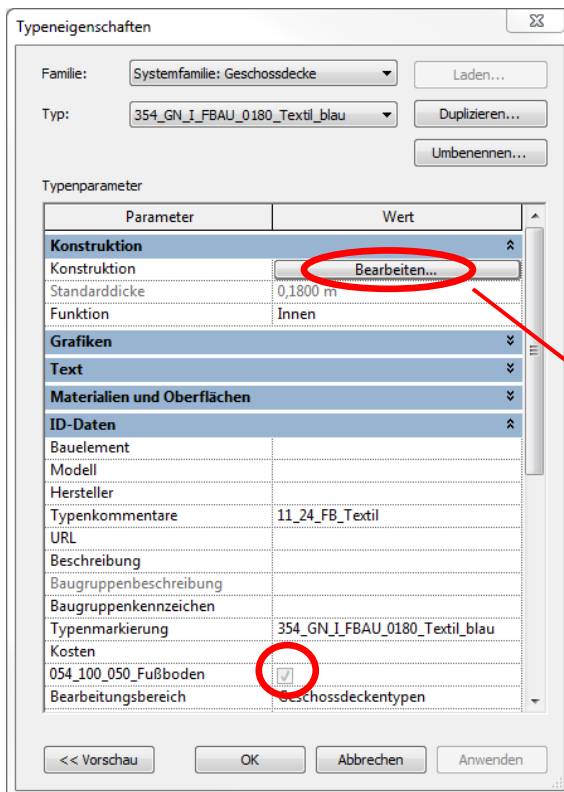 Typeneigenschaften
Familie: Systemfamilie: Geschossdecke Laden...
Typ: 354_GN_I_FBAU_0180_Textil_blau Duplizieren...
Umbenennen...
Typenparameter
Parameter Wert
Konstruktion
Konstruktion Bearbeiten...
Standarddicke 0,1800 m
Funktion Innen
Grafiken
Text
Materialien und Oberflächen
ID-Daten
Bauelement
Modell
Hersteller
Typenkommentare 11_24_FB_Textil
URL
Beschreibung
Baugruppenbeschreibung
Baugruppenkennzeichen
Typenmarkierung 354_GN_I_FBAU_0180_Textil_blau
Kosten
054_100_050_Fußboden
Bearbeitungsbereich Geschossdeckentypen
<< Vorschau OK Abbrechen Anwenden